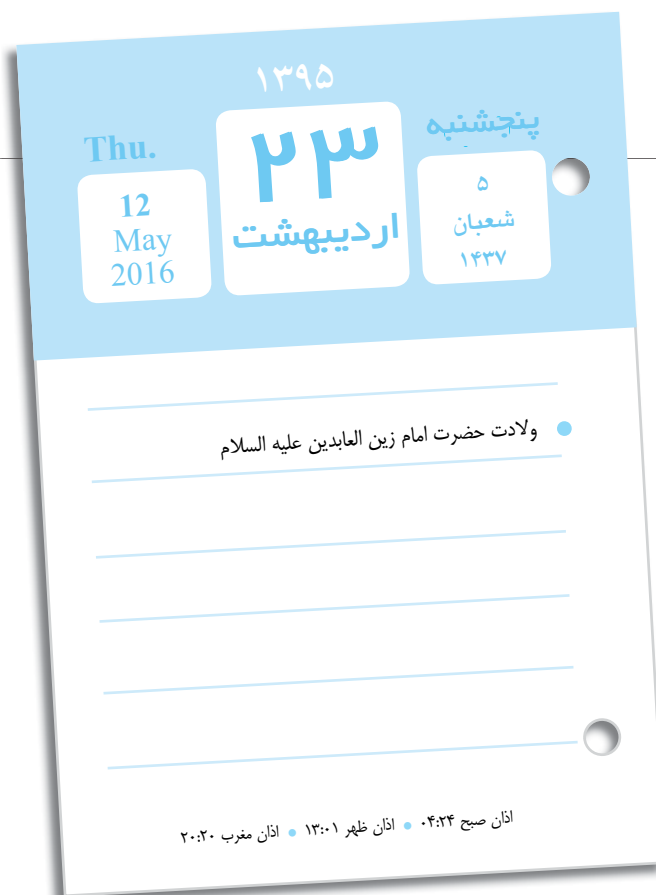 ۱۳۹۵
پنجشنبه
۵
شعبان
۱۴۳۷
۲۳
اردیبهشت
Thu.
12
May
2016
ولادت حضرت امام زین العابدین علیه السلام
اذان صبح ۰۴:۲۴ • اذان ظهر ۱۳:۰۱ • اذان مغرب ۲۰:۲۰